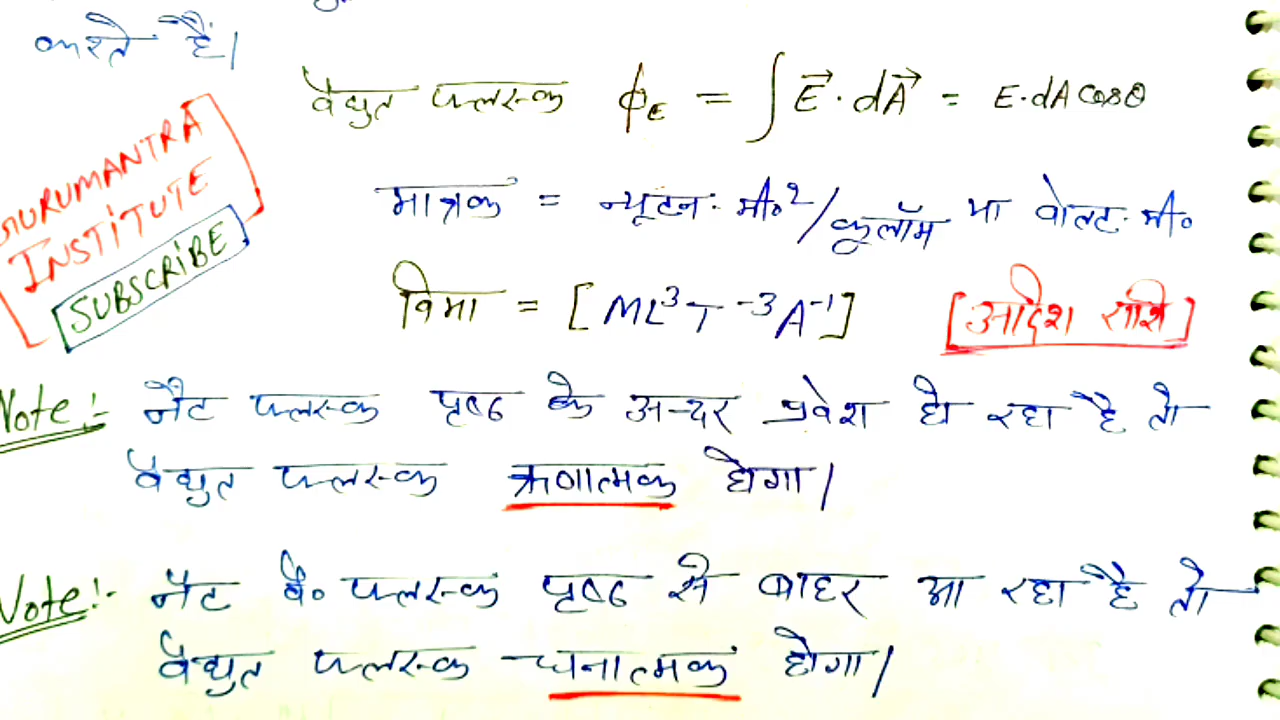 करते हैं।
वैद्युत फ्लक्स ϕE = ∫ E⃗·dA⃗ = E·dA cosθ
GURUMANTRA
INSTITUTE
SUBSCRIBE
मात्रक = न्यूटन· मी०²/कूलॉम या वोल्ट· मी०
विमा = [ML³T⁻³A⁻¹] [अदिश राशि]
Note:- नैट फ्लक्स पृष्ठ के अन्दर प्रवेश हो रहा है तो
वैद्युत फ्लक्स ऋणात्मक होगा।
Note:- नैट वै० फ्लक्स पृष्ठ से बाहर आ रहा है तो
वैद्युत फ्लक्स धनात्मक होगा।